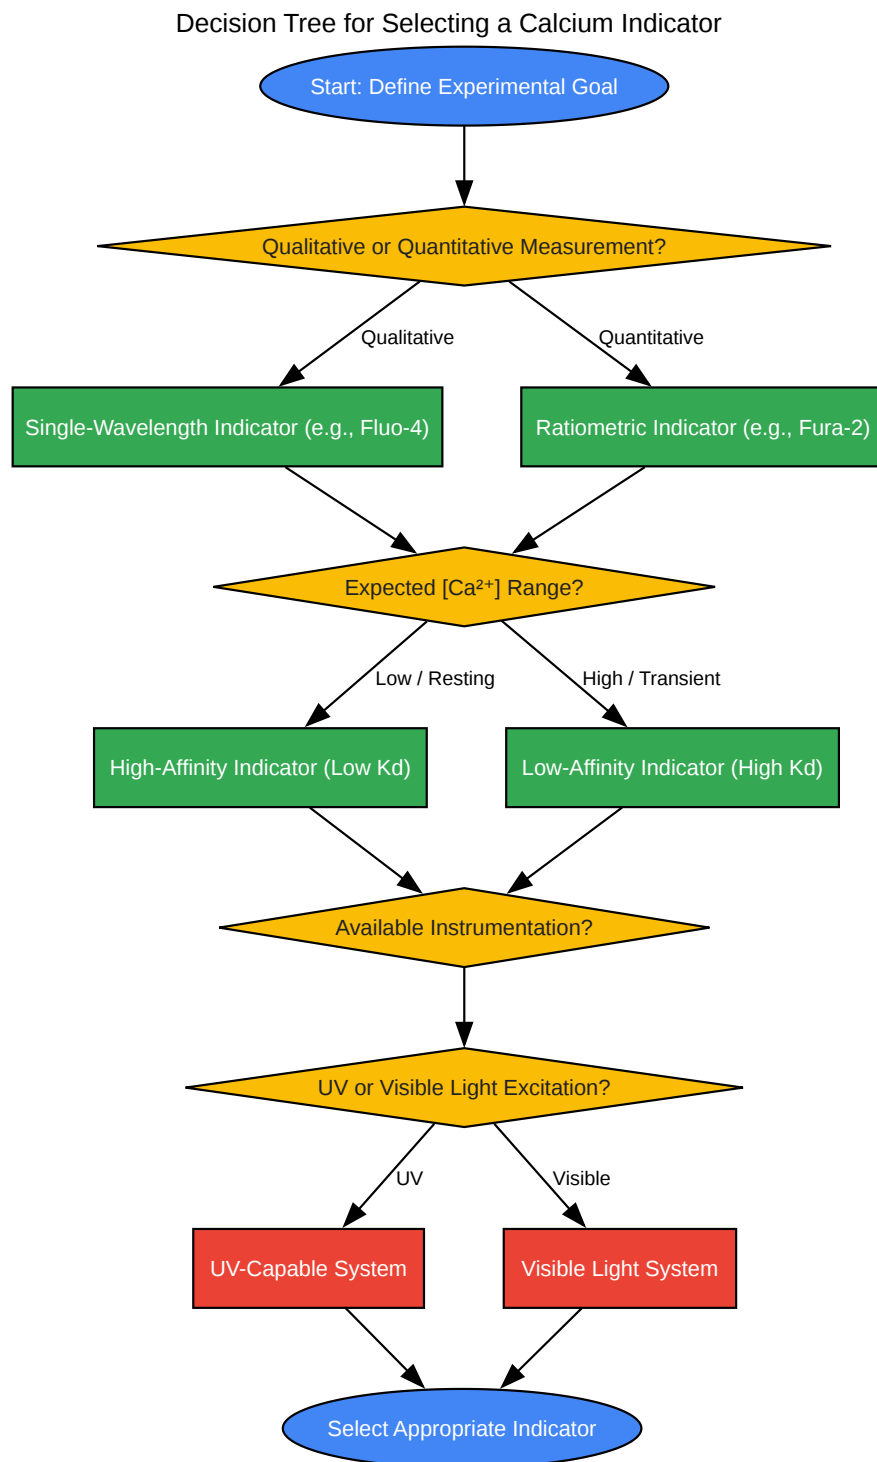 Decision Tree for Selecting a Calcium Indicator
Start: Define Experimental Goal
Qualitative or Quantitative Measurement?
Qualitative
Quantitative
Single-Wavelength Indicator (e.g., Fluo-4)
Ratiometric Indicator (e.g., Fura-2)
Expected [Ca²⁺] Range?
Low / Resting
High / Transient
High-Affinity Indicator (Low Kd)
Low-Affinity Indicator (High Kd)
Available Instrumentation?
UV or Visible Light Excitation?
UV
Visible
UV-Capable System
Visible Light System
Select Appropriate Indicator